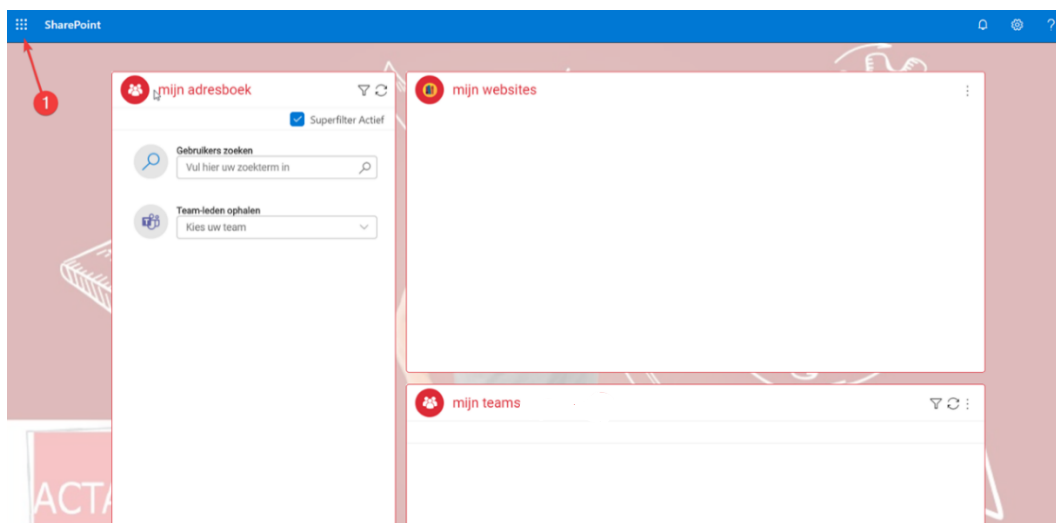 SharePoint
?
1
mijn adresboek
Superfilter Actief
Gebruikers zoeken
Vul hier uw zoekterm in
Team-leden ophalen
Kies uw team
mijn websites
mijn teams
ACTA